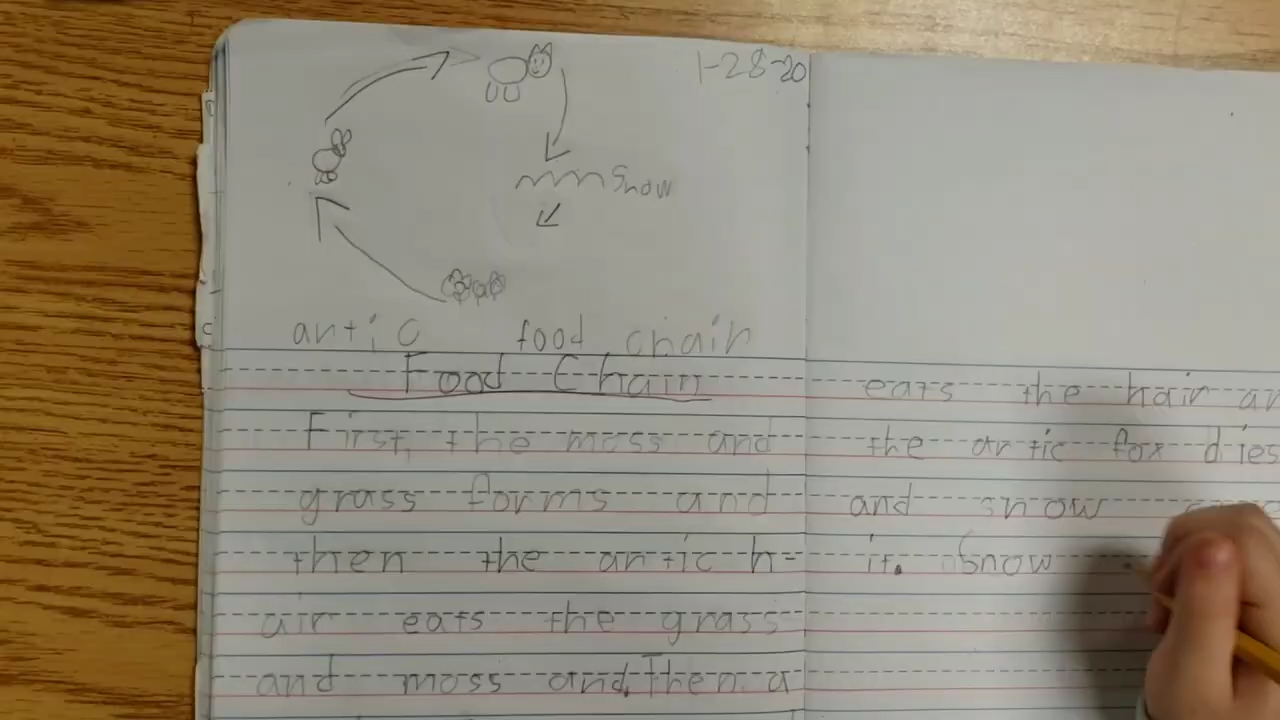 1-28-20
snow
artic food chain
Food Chain
First, the moss and
grass forms and
then the artic h-
air eats the grass
and moss and, Then a
eats the hair an
the artic fox dies
and snow
it. Snow